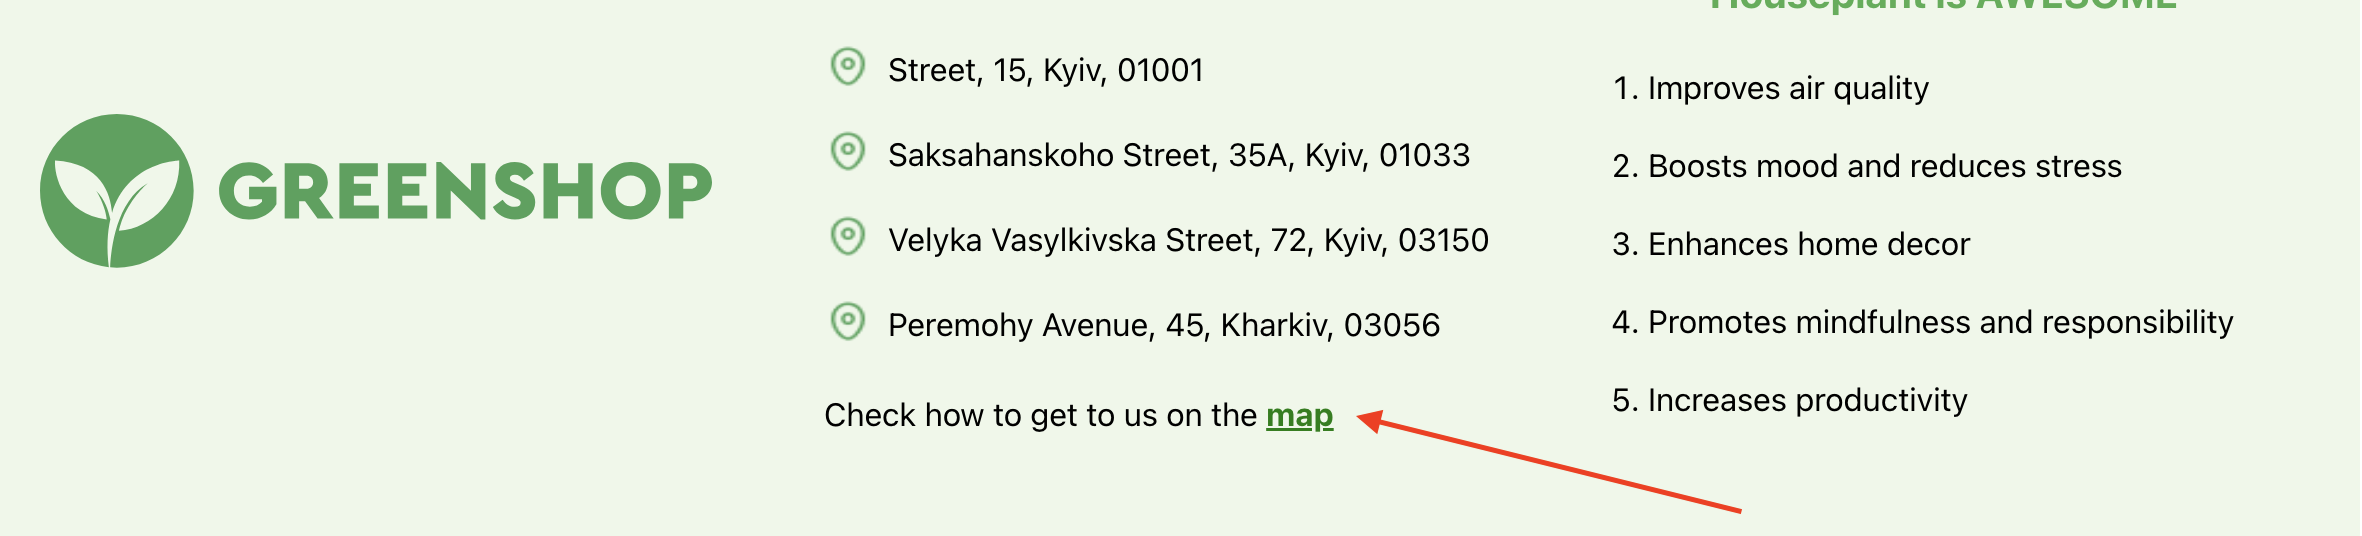 GREENSHOP
Street, 15, Kyiv, 01001
Saksahanskoho Street, 35A, Kyiv, 01033
Velyka Vasylkivska Street, 72, Kyiv, 03150
Peremohy Avenue, 45, Kharkiv, 03056
Check how to get to us on the map
Houseplant is AWESOME
1. Improves air quality
2. Boosts mood and reduces stress
3. Enhances home decor
4. Promotes mindfulness and responsibility
5. Increases productivity